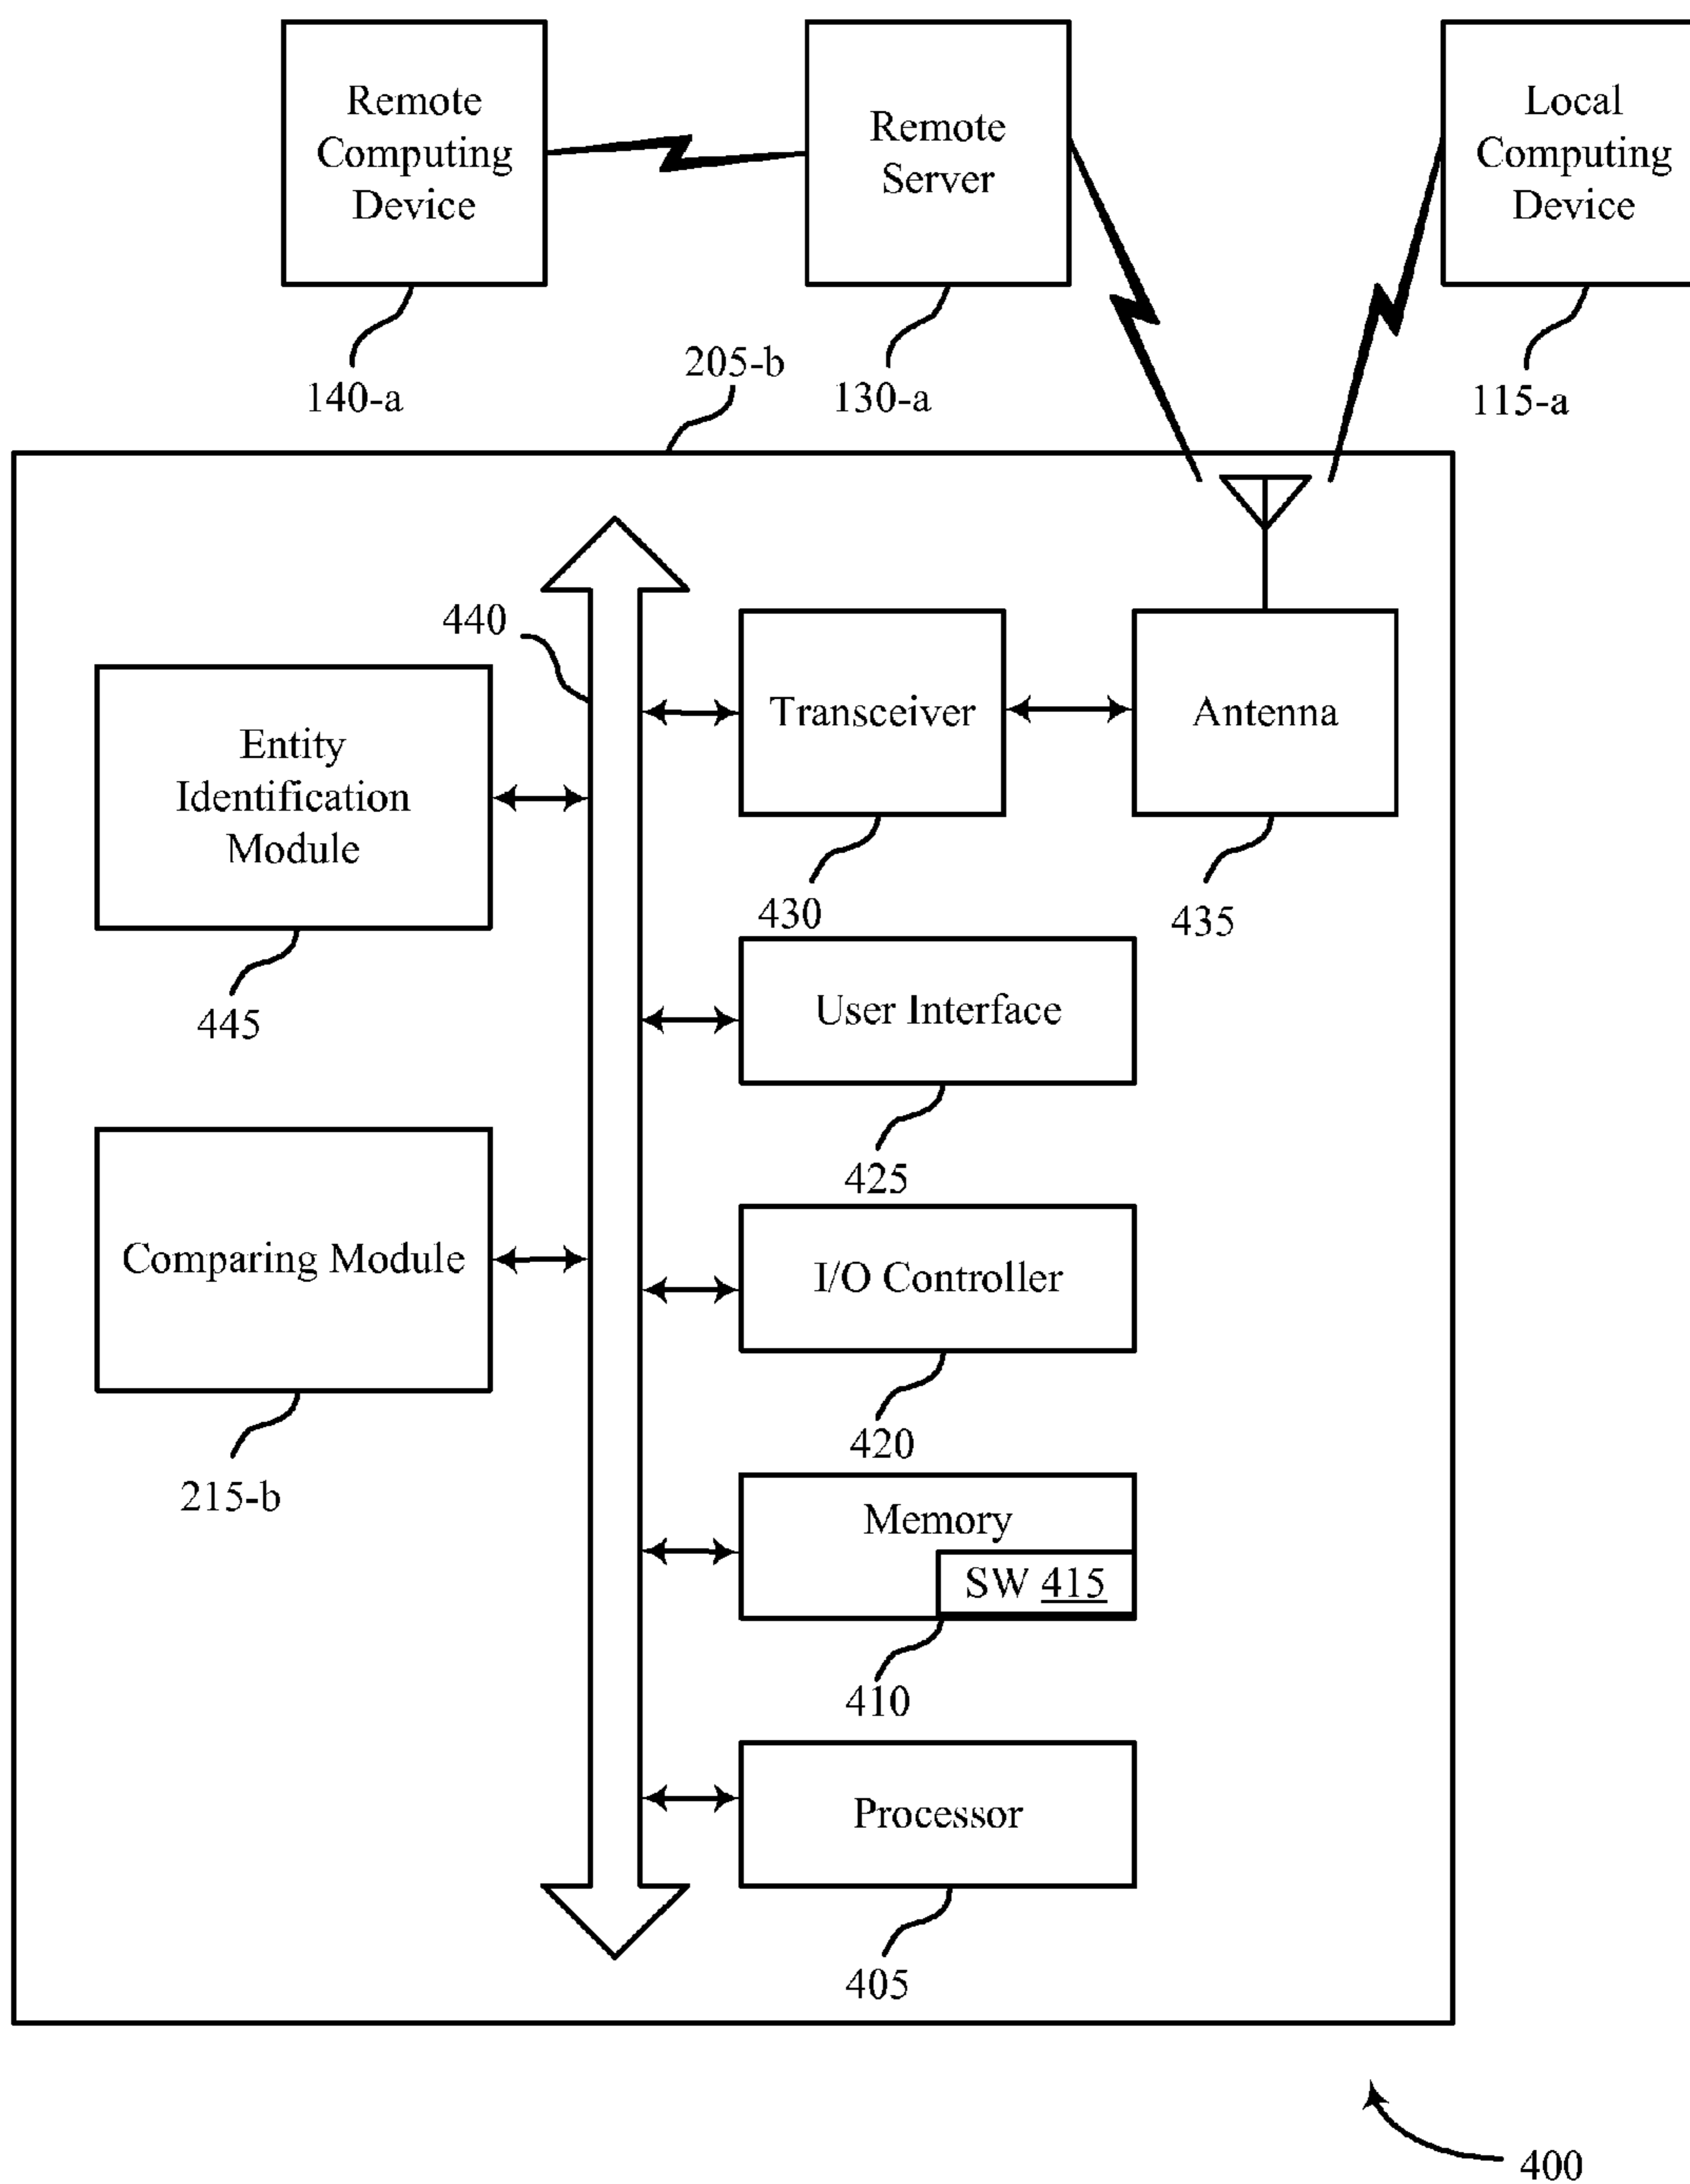 Remote
Computing
Device
Remote
Server
Local
Computing
Device
140-a
205-b
130-a
115-a
440
Transceiver
Antenna
Entity
Identification
Module
430
435
445
User Interface
425
Comparing Module
I/O Controller
215-b
420
Memory
SW 415
410
Processor
405
400